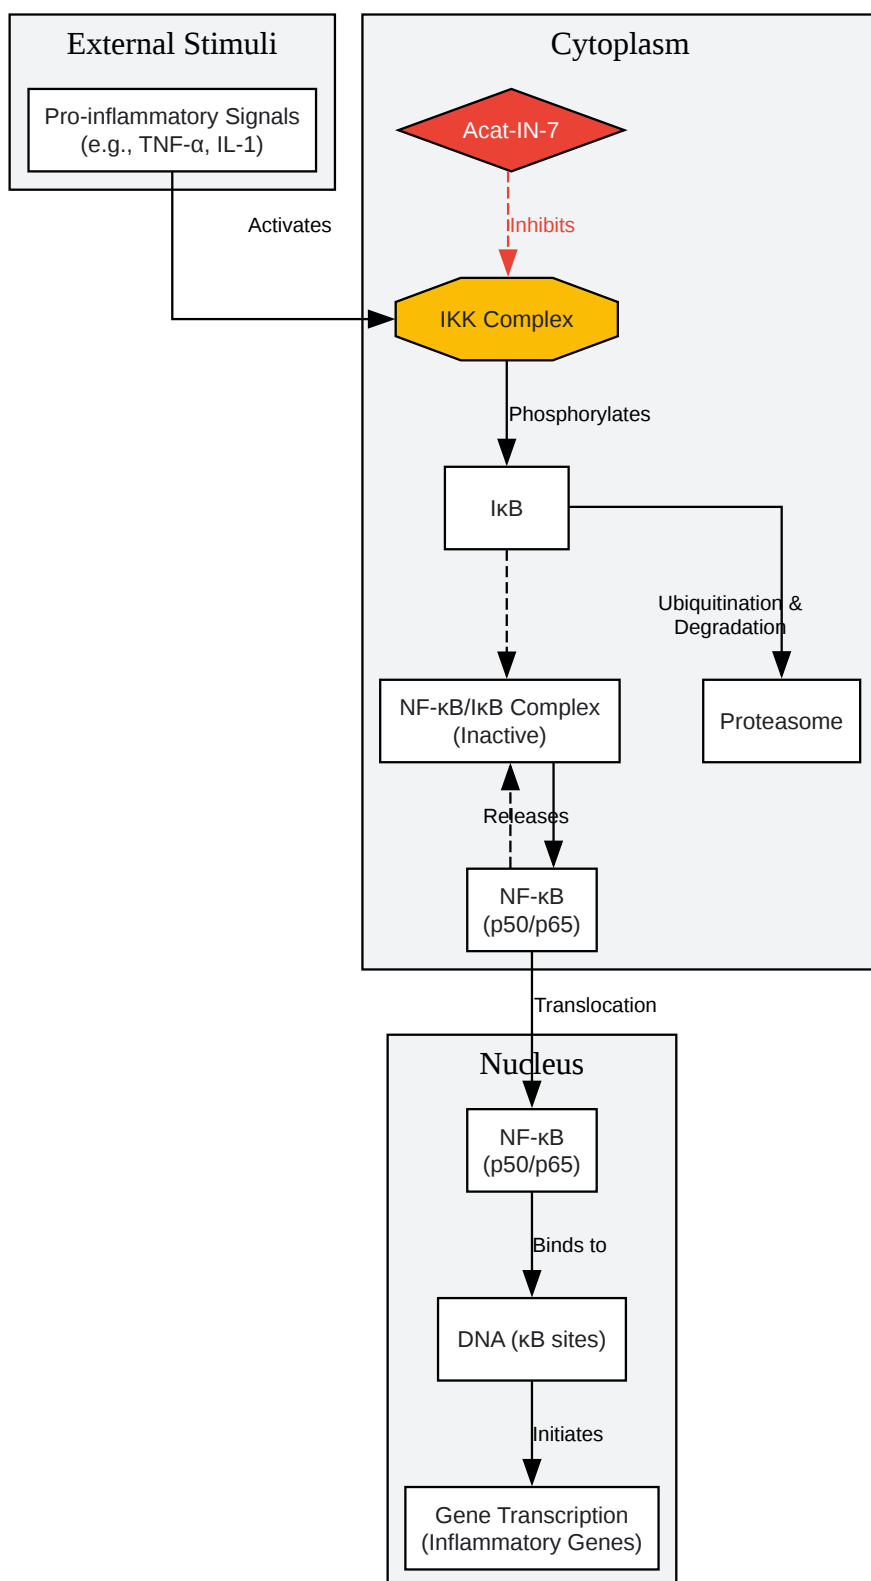 External Stimuli
Pro-inflammatory Signals
(e.g., TNF-α, IL-1)
Activates
Cytoplasm
Acat-IN-7
Inhibits
IKK Complex
Phosphorylates
IκB
Ubiquitination &
Degradation
NF-κB/IκB Complex
(Inactive)
Proteasome
Releases
NF-κB
(p50/p65)
Translocation
Nucleus
NF-κB
(p50/p65)
Binds to
DNA (κB sites)
Initiates
Gene Transcription
(Inflammatory Genes)